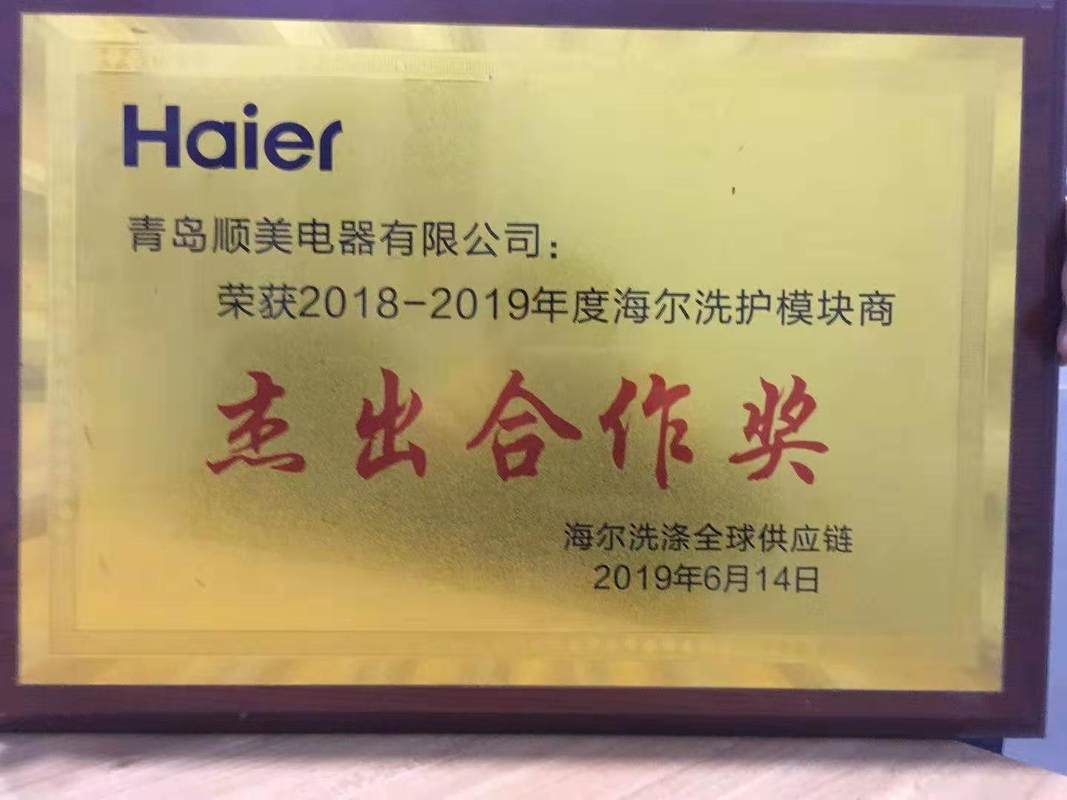 Haier
青岛顺美电器有限公司：
荣获2018-2019年度海尔洗护模块商
杰出合作奖
海尔洗涤全球供应链
2019年6月14日